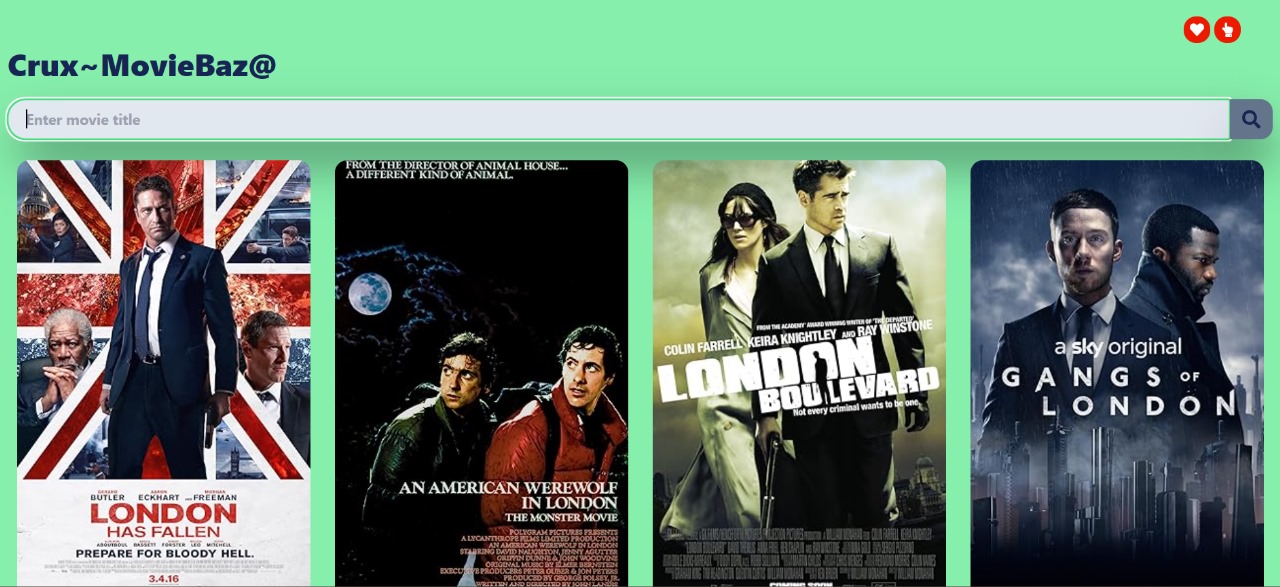 Crux~MovieBaz@
Enter movie title
GERARD AARON MORGAN
BUTLER ECKHART AND FREEMAN
LONDON
HAS FALLEN
PREPARE FOR BLOODY HELL.
3.4.16
FROM THE DIRECTOR OF ANIMAL HOUSE...
A DIFFERENT KIND OF ANIMAL.
AN AMERICAN WEREWOLF
IN LONDON
THE MONSTER MOVIE
POLYGRAM PICTURES PRESENTS
A LYCANTHROPE FILMS LIMITED PRODUCTION
AN AMERICAN WEREWOLF IN LONDON
STARRING DAVID NAUGHTON, JENNY AGUTTER
GRIFFIN DUNNE & JOHN WOODVINE
ORIGINAL MUSIC BY ELMER BERNSTEIN
EXECUTIVE PRODUCERS PETER GUBER & JON PETERS
PRODUCED BY GEORGE FOLSEY, JR.
WRITTEN AND DIRECTED BY JOHN LANDIS
FROM THE ACADEMY AWARD WINNING WRITER OF 'THE DEPARTED'
COLIN FARRELL KEIRA KNIGHTLEY AND RAY WINSTONE
LONDON
BOULEVARD
Not every criminal wants to be one.
COMING SOON
a sky original
GANGS OF
LONDON